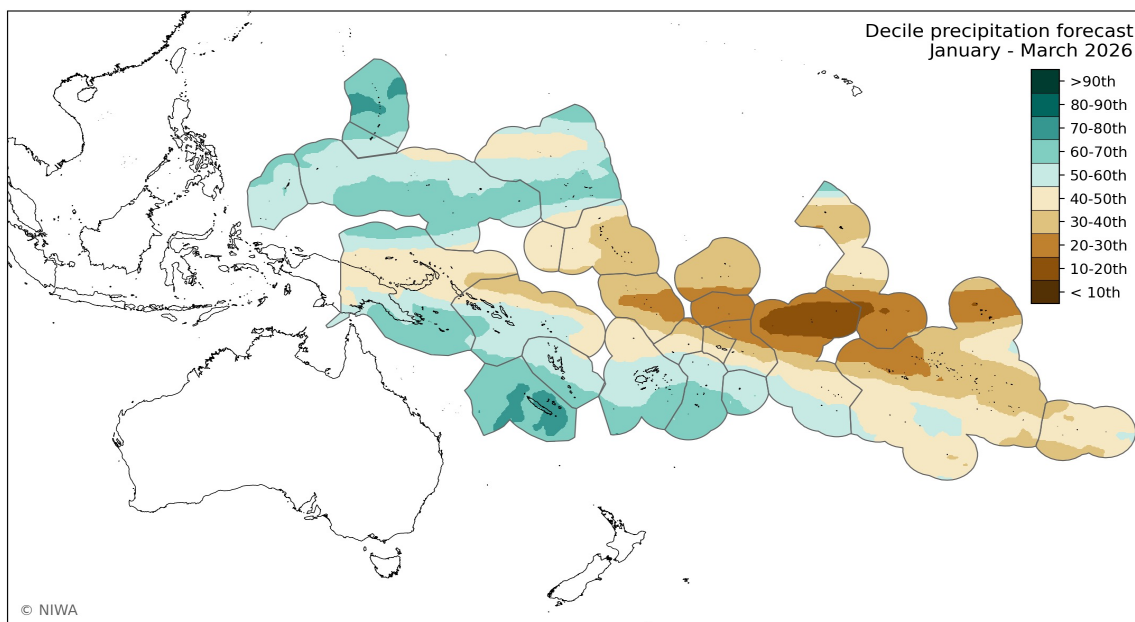 Decile precipitation forecast
January - March 2026
>90th
80-90th
70-80th
60-70th
50-60th
40-50th
30-40th
20-30th
10-20th
< 10th
© NIWA